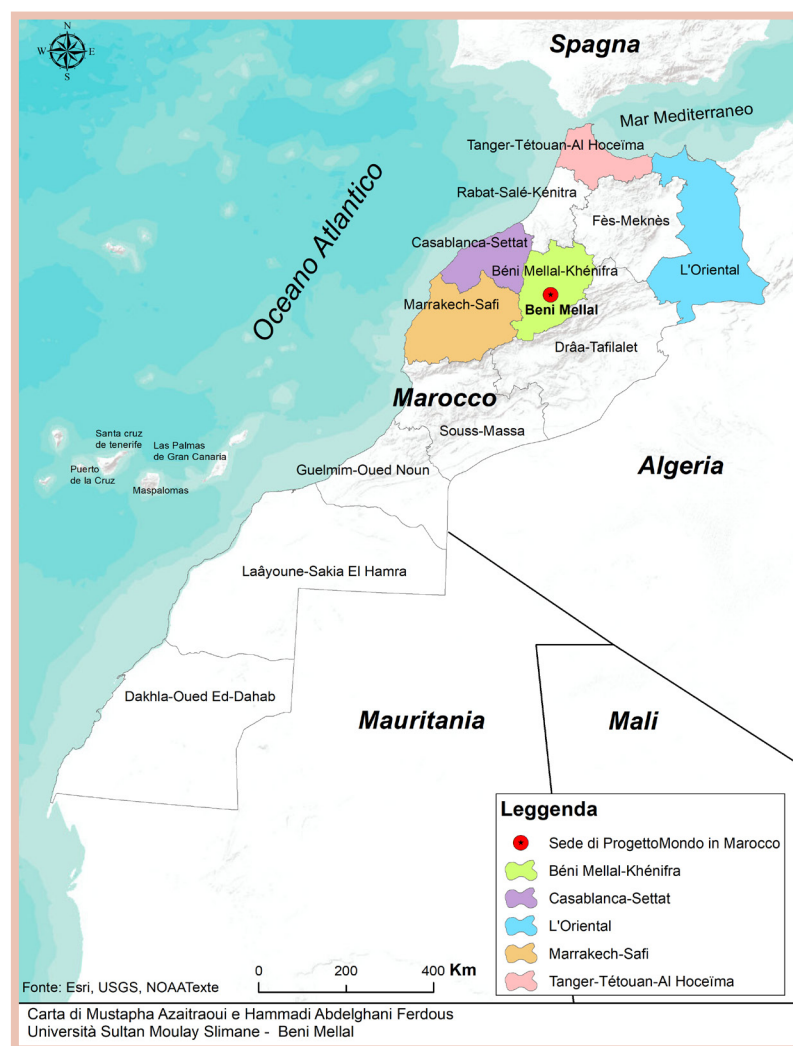 N
W
E
S
Spagna
Mar Mediterraneo
Tanger-Tétouan-Al Hoceïma
Rabat-Salé-Kénitra
Fès-Meknès
Oceano Atlantico
Casablanca-Settat
Béni Mellal-Khénifra
L'Oriental
Marrakech-Safi
Beni Mellal
Drâa-Tafilalet
Marocco
Souss-Massa
Santa cruz
de tenerife
Las Palmas
de Gran Canaria
Puerto
de la Cruz
Maspalomas
Guelmim-Oued Noun
Algeria
Laâyoune-Sakia El Hamra
Dakhla-Oued Ed-Dahab
Mauritania
Mali
Leggenda
Sede di ProgettoMondo in Marocco
Béni Mellal-Khénifra
Casablanca-Settat
L'Oriental
Marrakech-Safi
Tanger-Tétouan-Al Hoceïma
0 200 400 Km
Fonte: Esri, USGS, NOAATexte
Carta di Mustapha Azaitraoui e Hammadi Abdelghani Ferdous
Università Sultan Moulay Slimane - Beni Mellal